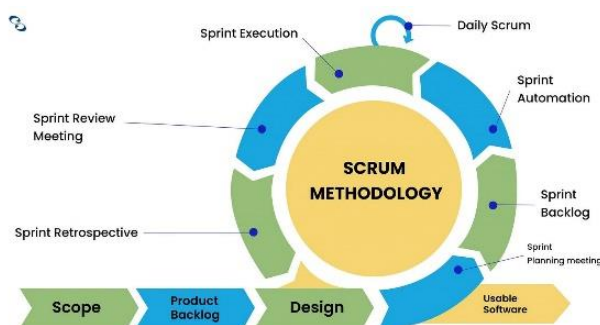 Daily Scrum
Sprint Execution
Sprint
Automation
Sprint Review
Meeting
SCRUM
METHODOLOGY
Sprint
Backlog
Sprint Retrospective
Sprint
Planning meeting
Scope
Product
Backlog
Design
Usable
Software